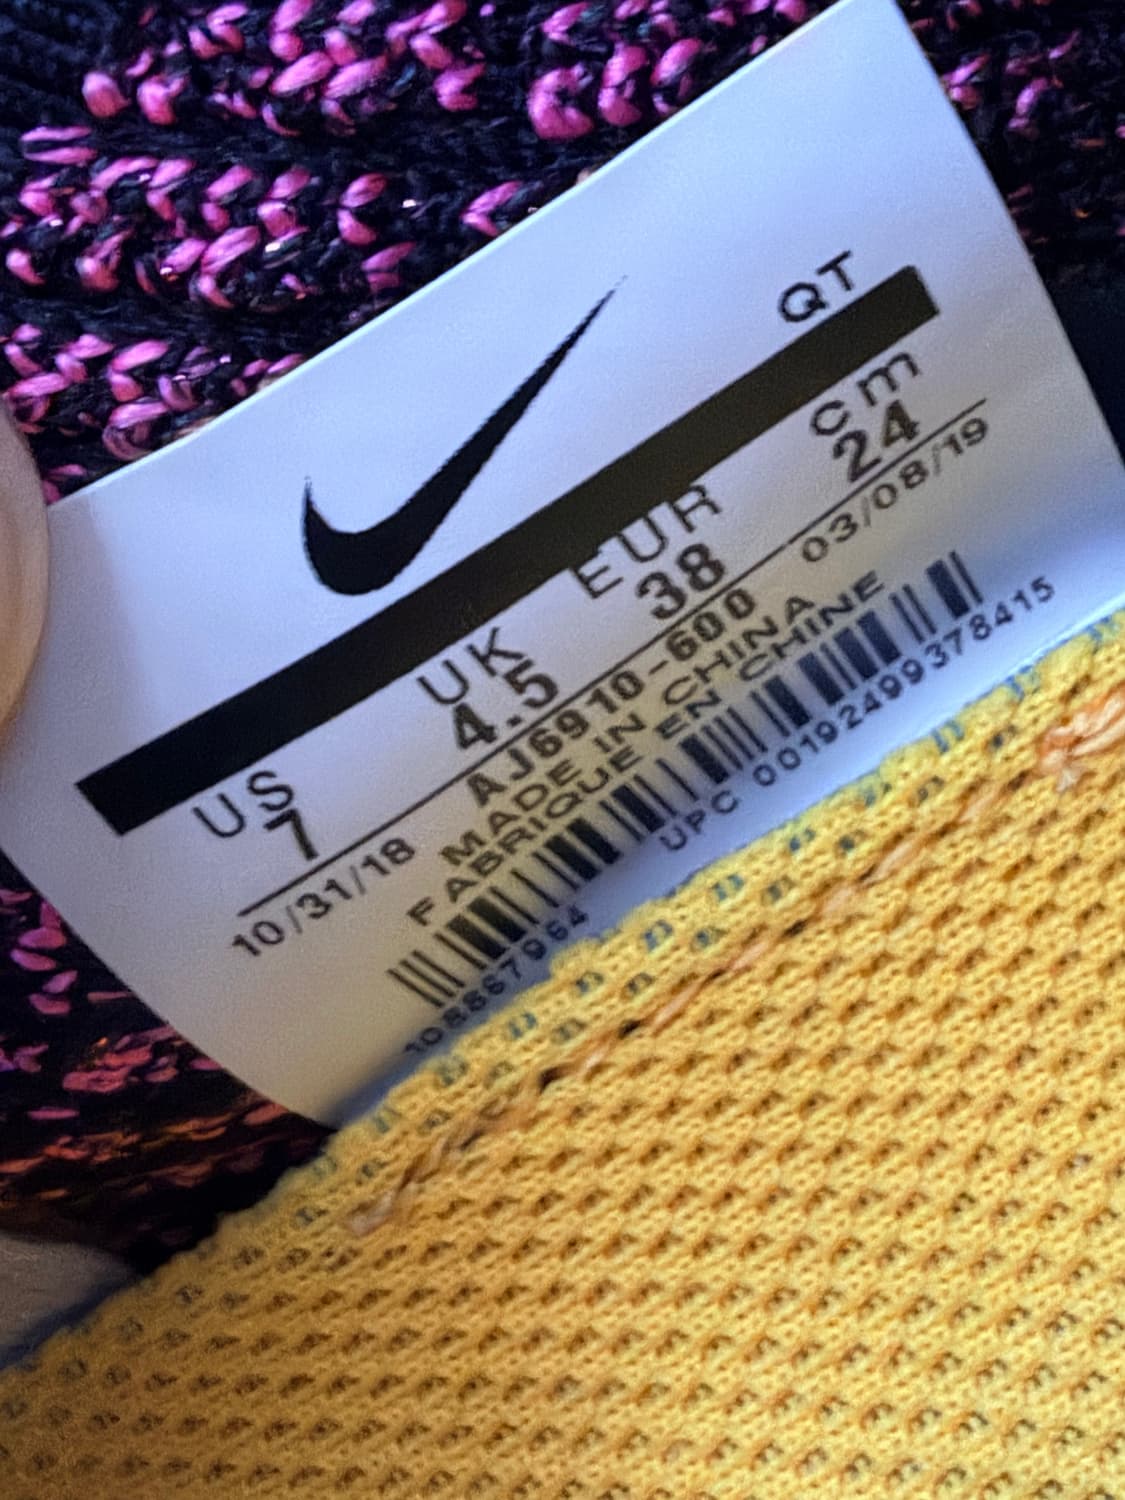 QT
US UK EUR cm
7 4.5 38 24
10/31/18 AJ6910-600 03/08/19
MADE IN CHINA
FABRIQUE EN CHINE
UPC 00192499378415